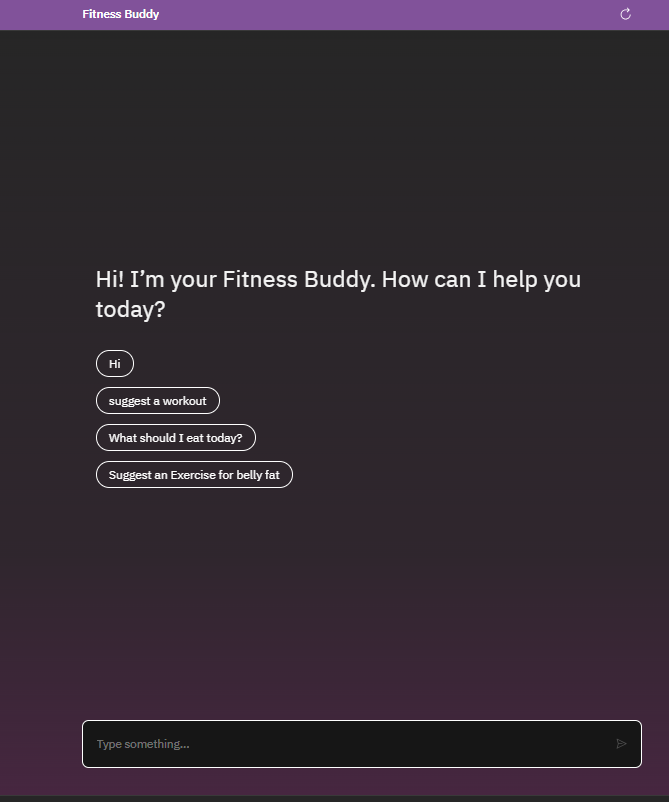 Fitness Buddy
Hi! I’m your Fitness Buddy. How can I help you
today?
Hi
suggest a workout
What should I eat today?
Suggest an Exercise for belly fat
Type something...